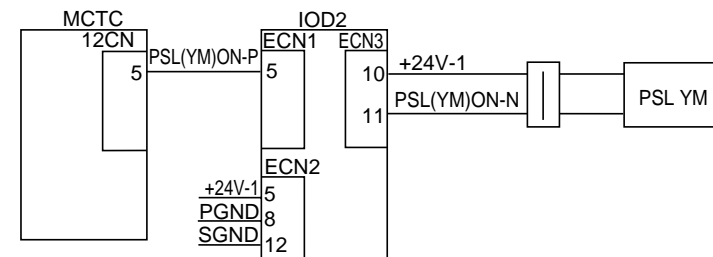 MCTC
IOD2
12CN
PSL(YM)ON-P
ECN1
ECN3
5
5
10
+24V-1
11
PSL(YM)ON-N
PSL YM
ECN2
+24V-1
5
PGND
8
SGND
12